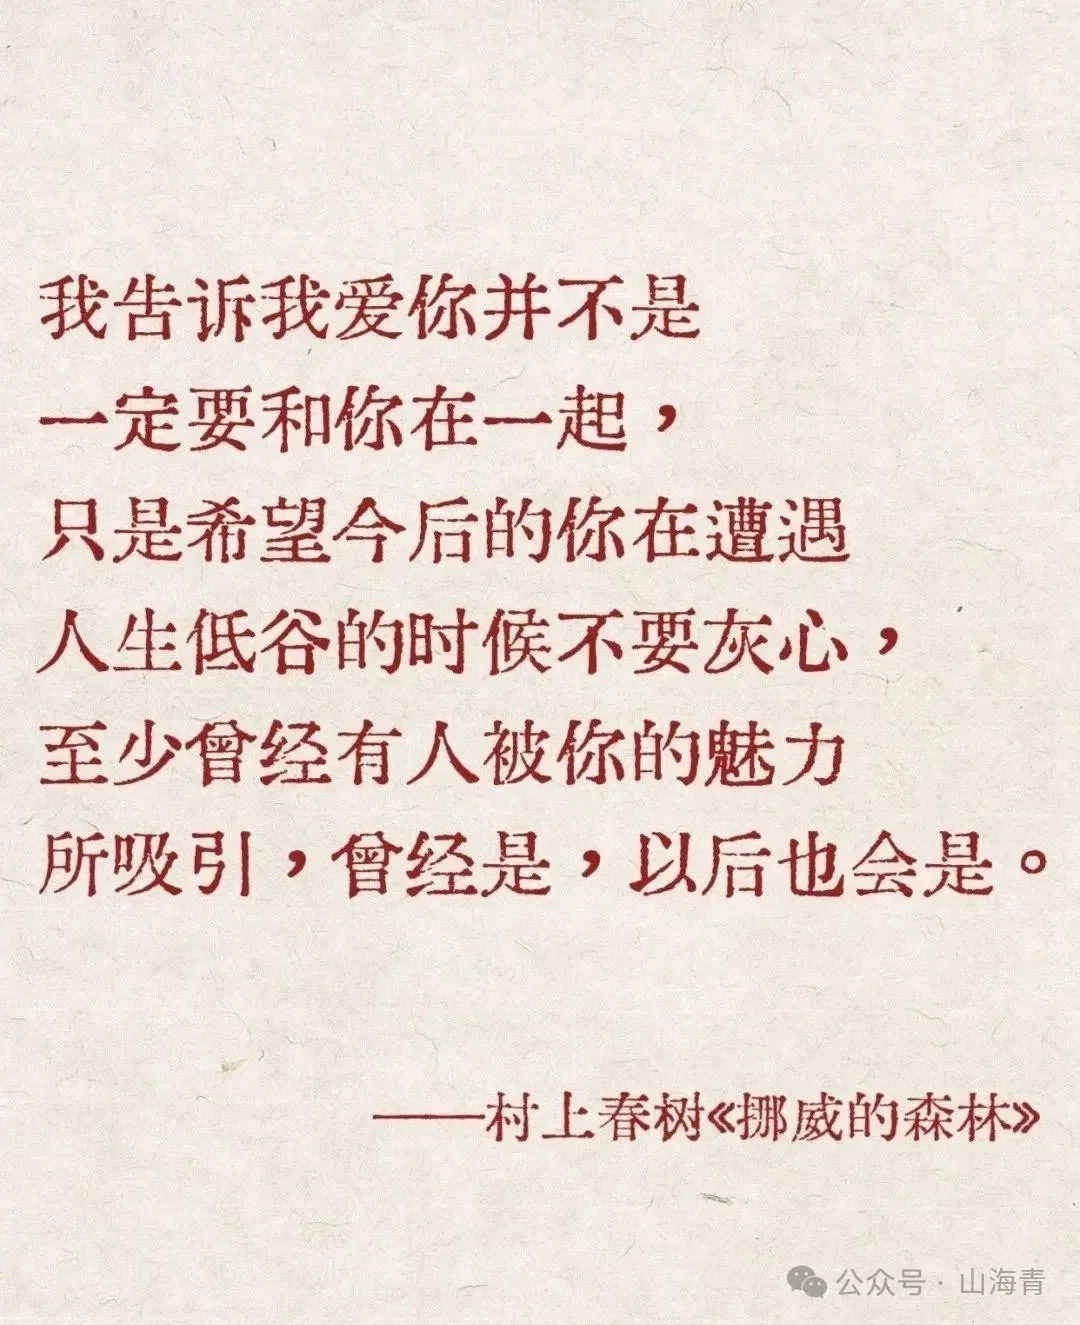 我告诉我爱你并不是
一定要和你在一起，
只是希望今后的你在遭遇
人生低谷的时候不要灰心，
至少曾经有人被你的魅力
所吸引，曾经是，以后也会是。
——村上春树《挪威的森林》
公众号·山海青